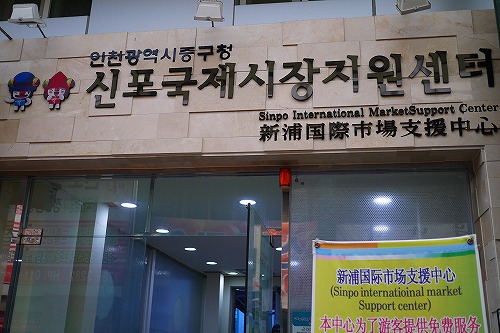 인천광역시중구청
신포국제시장지원센터
Sinpo International MarketSupport Center
新浦国際市場支援中心
新浦国际市场支援中心
(Sinpo internatioinal market
Support center)
本中心为了游客提供免费服务